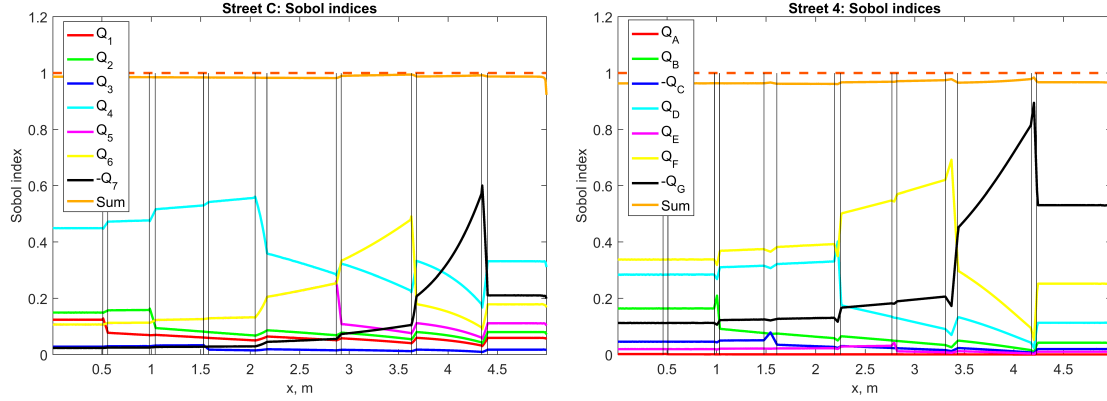 Street C: Sobol indices
1.2
1
0.8
0.6
0.4
0.2
0
Sobol index
Q1
Q2
Q3
Q4
Q5
Q6
-Q7
Sum
0.5 1 1.5 2 2.5 3 3.5 4 4.5
x, m
Street 4: Sobol indices
1.2
1
0.8
0.6
0.4
0.2
0
Sobol index
QA
QB
-QC
QD
QE
QF
-QG
Sum
0.5 1 1.5 2 2.5 3 3.5 4 4.5
x, m